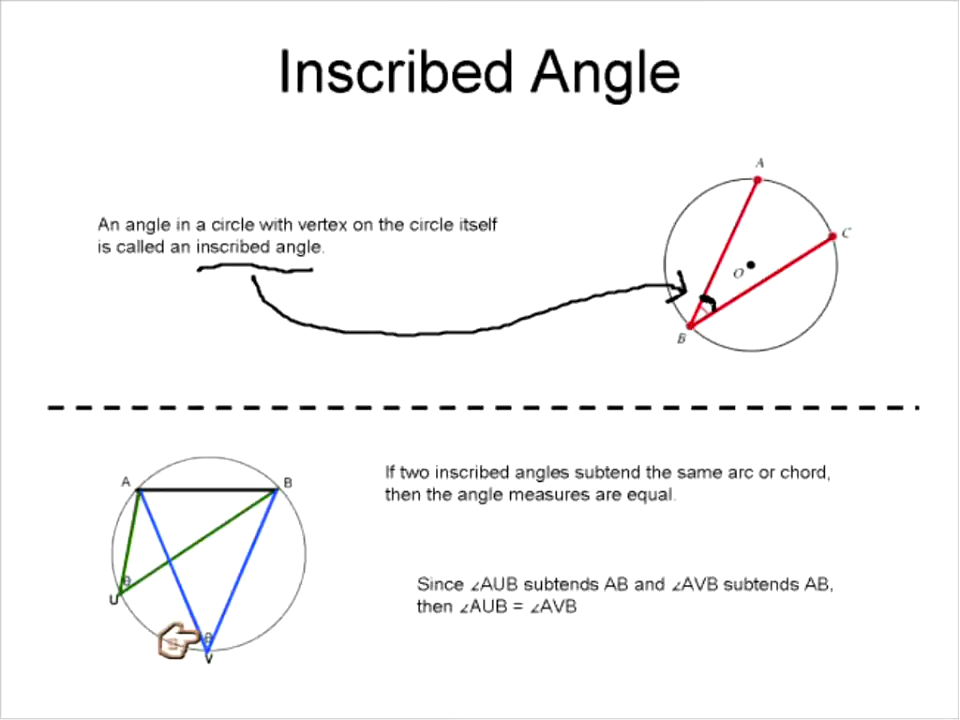 Inscribed Angle
A
An angle in a circle with vertex on the circle itself
is called an inscribed angle.
C
O
B
A
B
If two inscribed angles subtend the same arc or chord,
then the angle measures are equal.
θ
U
Since ∠AUB subtends AB and ∠AVB subtends AB,
then ∠AUB = ∠AVB
θ
V